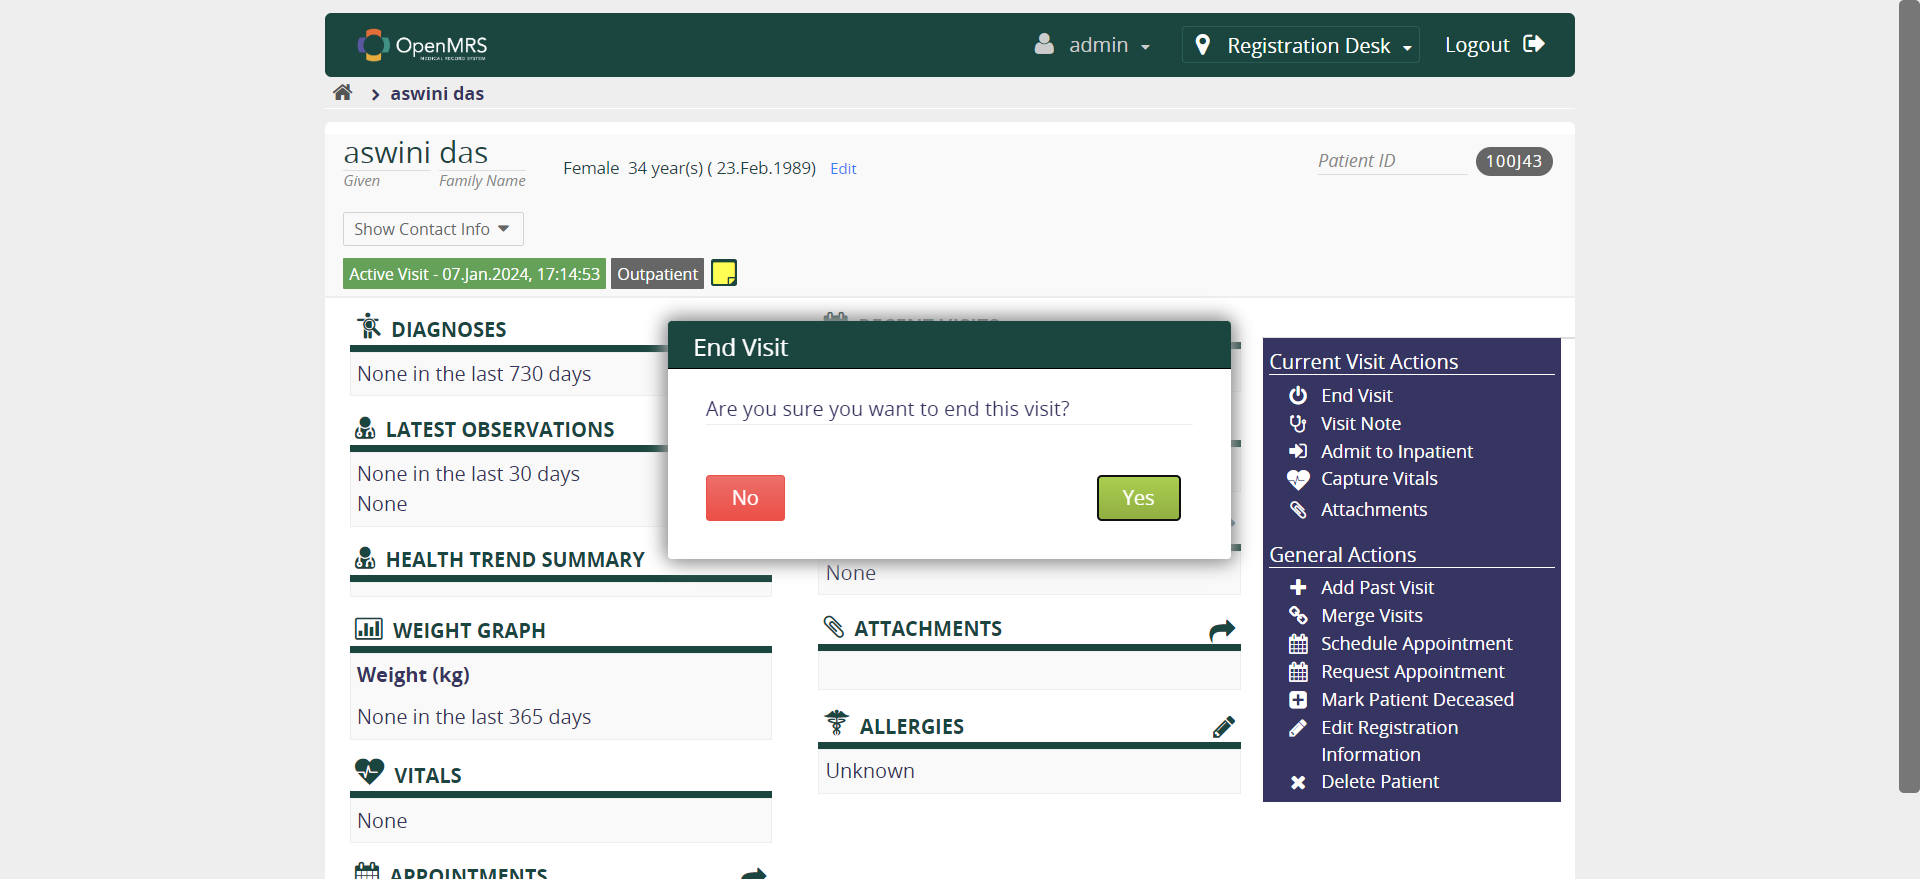 OpenMRS
MEDICAL RECORD SYSTEM
admin
Registration Desk
Logout
aswini das
aswini das
Given
Family Name
Female 34 year(s) ( 23.Feb.1989)
Edit
Patient ID
100J43
Show Contact Info
Active Visit - 07.Jan.2024, 17:14:53
Outpatient
DIAGNOSES
None in the last 730 days
LATEST OBSERVATIONS
None in the last 30 days
None
HEALTH TREND SUMMARY
WEIGHT GRAPH
Weight (kg)
None in the last 365 days
VITALS
None
APPOINTMENTS
RECENT VISITS
End Visit
Are you sure you want to end this visit?
No
Yes
None
ATTACHMENTS
ALLERGIES
Unknown
Current Visit Actions
End Visit
Visit Note
Admit to Inpatient
Capture Vitals
Attachments
General Actions
Add Past Visit
Merge Visits
Schedule Appointment
Request Appointment
Mark Patient Deceased
Edit Registration
Information
Delete Patient